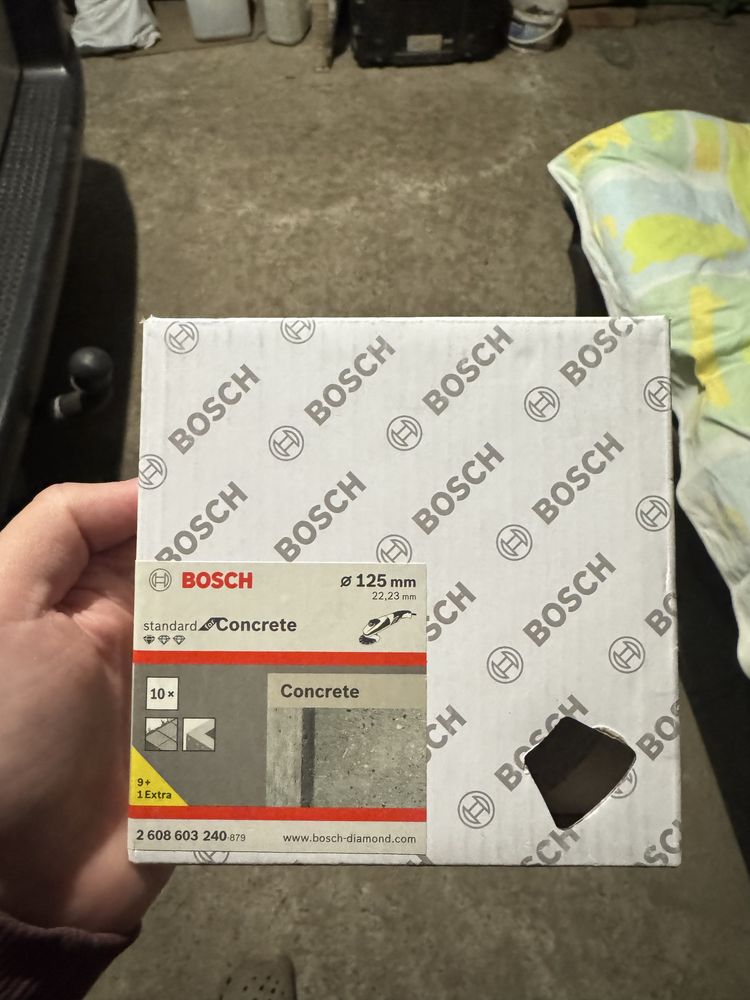 BOSCH
BOSCH
BOSCH
BOSCH
BOSCH
BOSCH
BOSCH
BOSCH
BOSCH
BOSCH
BOSCH Ø 125 mm
22,23 mm
standard for Concrete
10 x
Concrete
9+
1 Extra
2 608 603 240-879 www.bosch-diamond.com